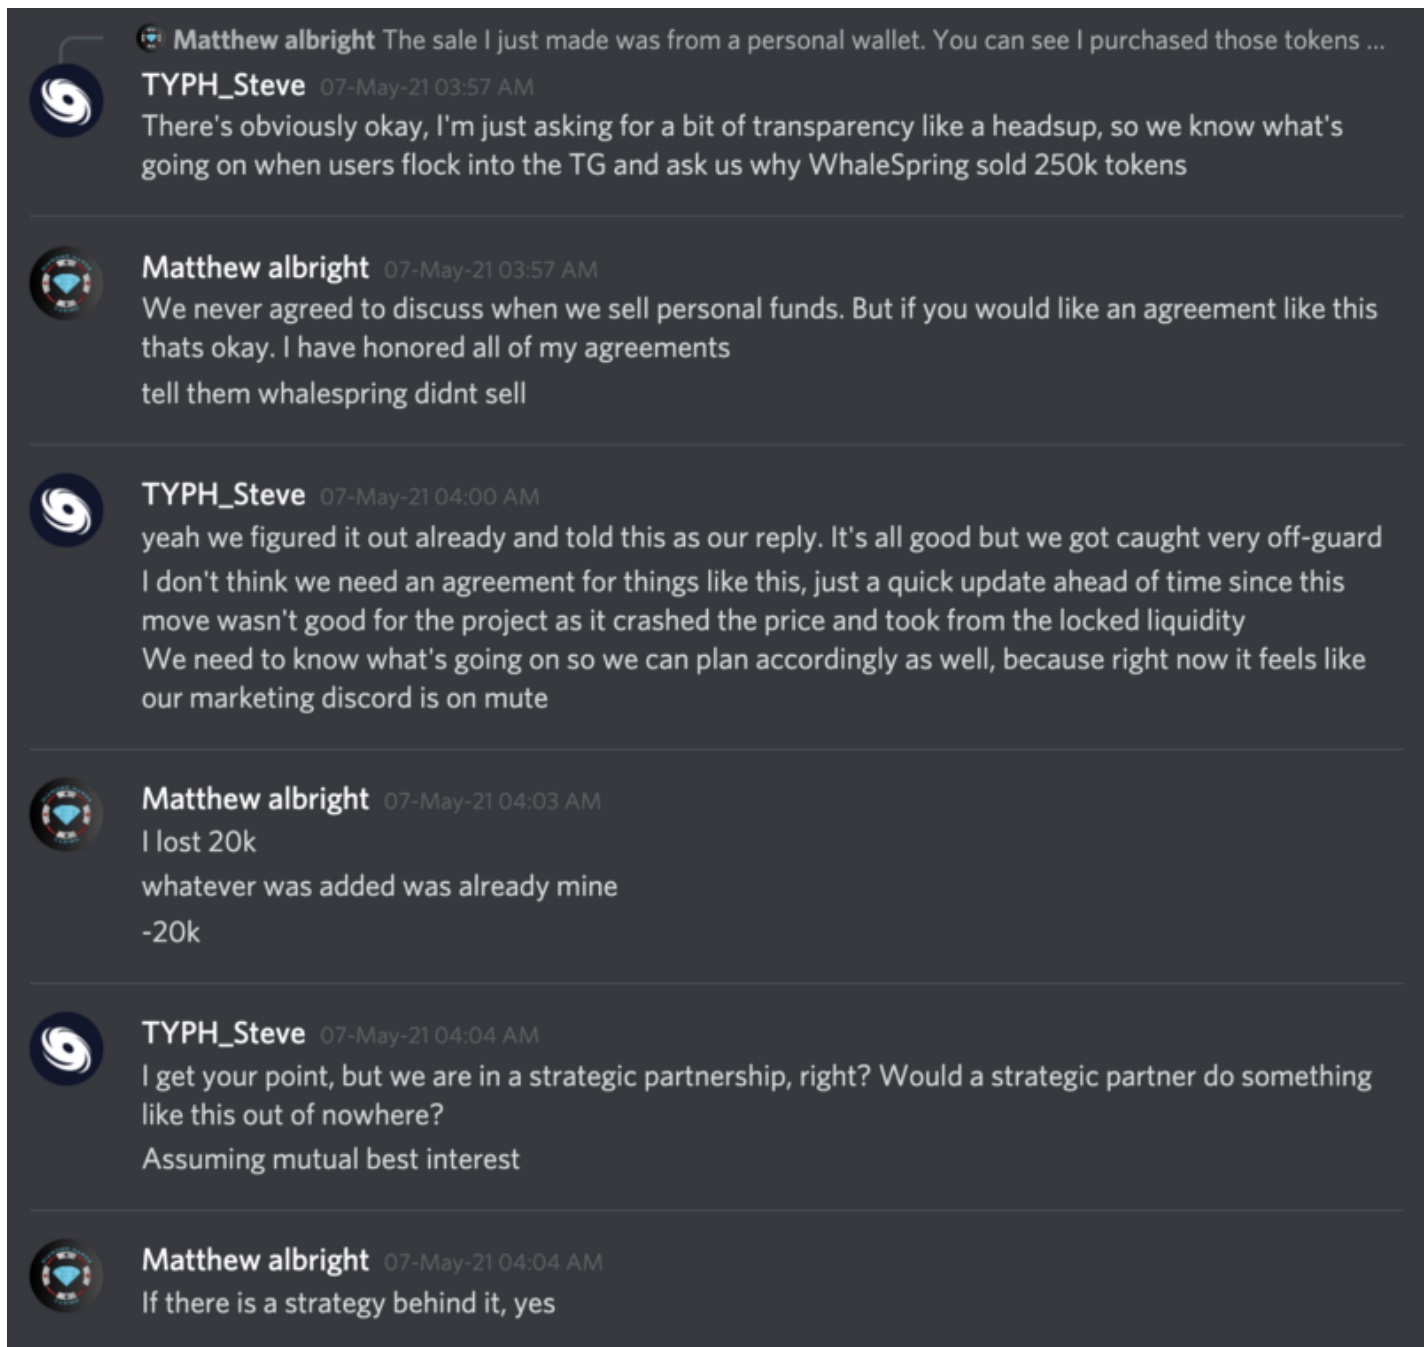 Matthew albright The sale I just made was from a personal wallet. You can see I purchased those tokens ...
TYPH_Steve 07-May-21 03:57 AM
There's obviously okay, I'm just asking for a bit of transparency like a headsup, so we know what's
going on when users flock into the TG and ask us why WhaleSpring sold 250k tokens
Matthew albright 07-May-21 03:57 AM
We never agreed to discuss when we sell personal funds. But if you would like an agreement like this
thats okay. I have honored all of my agreements
tell them whalespring didnt sell
TYPH_Steve 07-May-21 04:00 AM
yeah we figured it out already and told this as our reply. It's all good but we got caught very off-guard
I don't think we need an agreement for things like this, just a quick update ahead of time since this
move wasn't good for the project as it crashed the price and took from the locked liquidity
We need to know what's going on so we can plan accordingly as well, because right now it feels like
our marketing discord is on mute
Matthew albright 07-May-21 04:03 AM
I lost 20k
whatever was added was already mine
-20k
TYPH_Steve 07-May-21 04:04 AM
I get your point, but we are in a strategic partnership, right? Would a strategic partner do something
like this out of nowhere?
Assuming mutual best interest
Matthew albright 07-May-21 04:04 AM
If there is a strategy behind it, yes